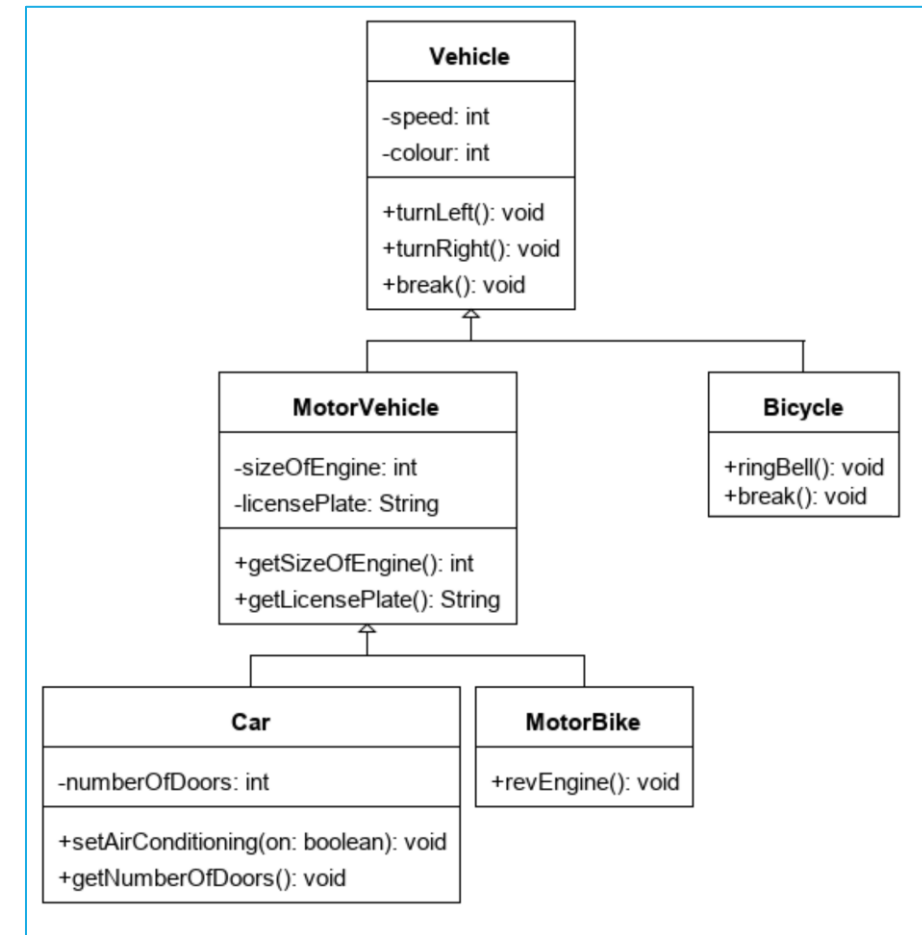 Vehicle
-speed: int
-colour: int
+turnLeft(): void
+turnRight(): void
+break(): void
MotorVehicle
-sizeOfEngine: int
-licensePlate: String
+getSizeOfEngine(): int
+getLicensePlate(): String
Bicycle
+ringBell(): void
+break(): void
Car
-numberOfDoors: int
+setAirConditioning(on: boolean): void
+getNumberOfDoors(): void
MotorBike
+revEngine(): void